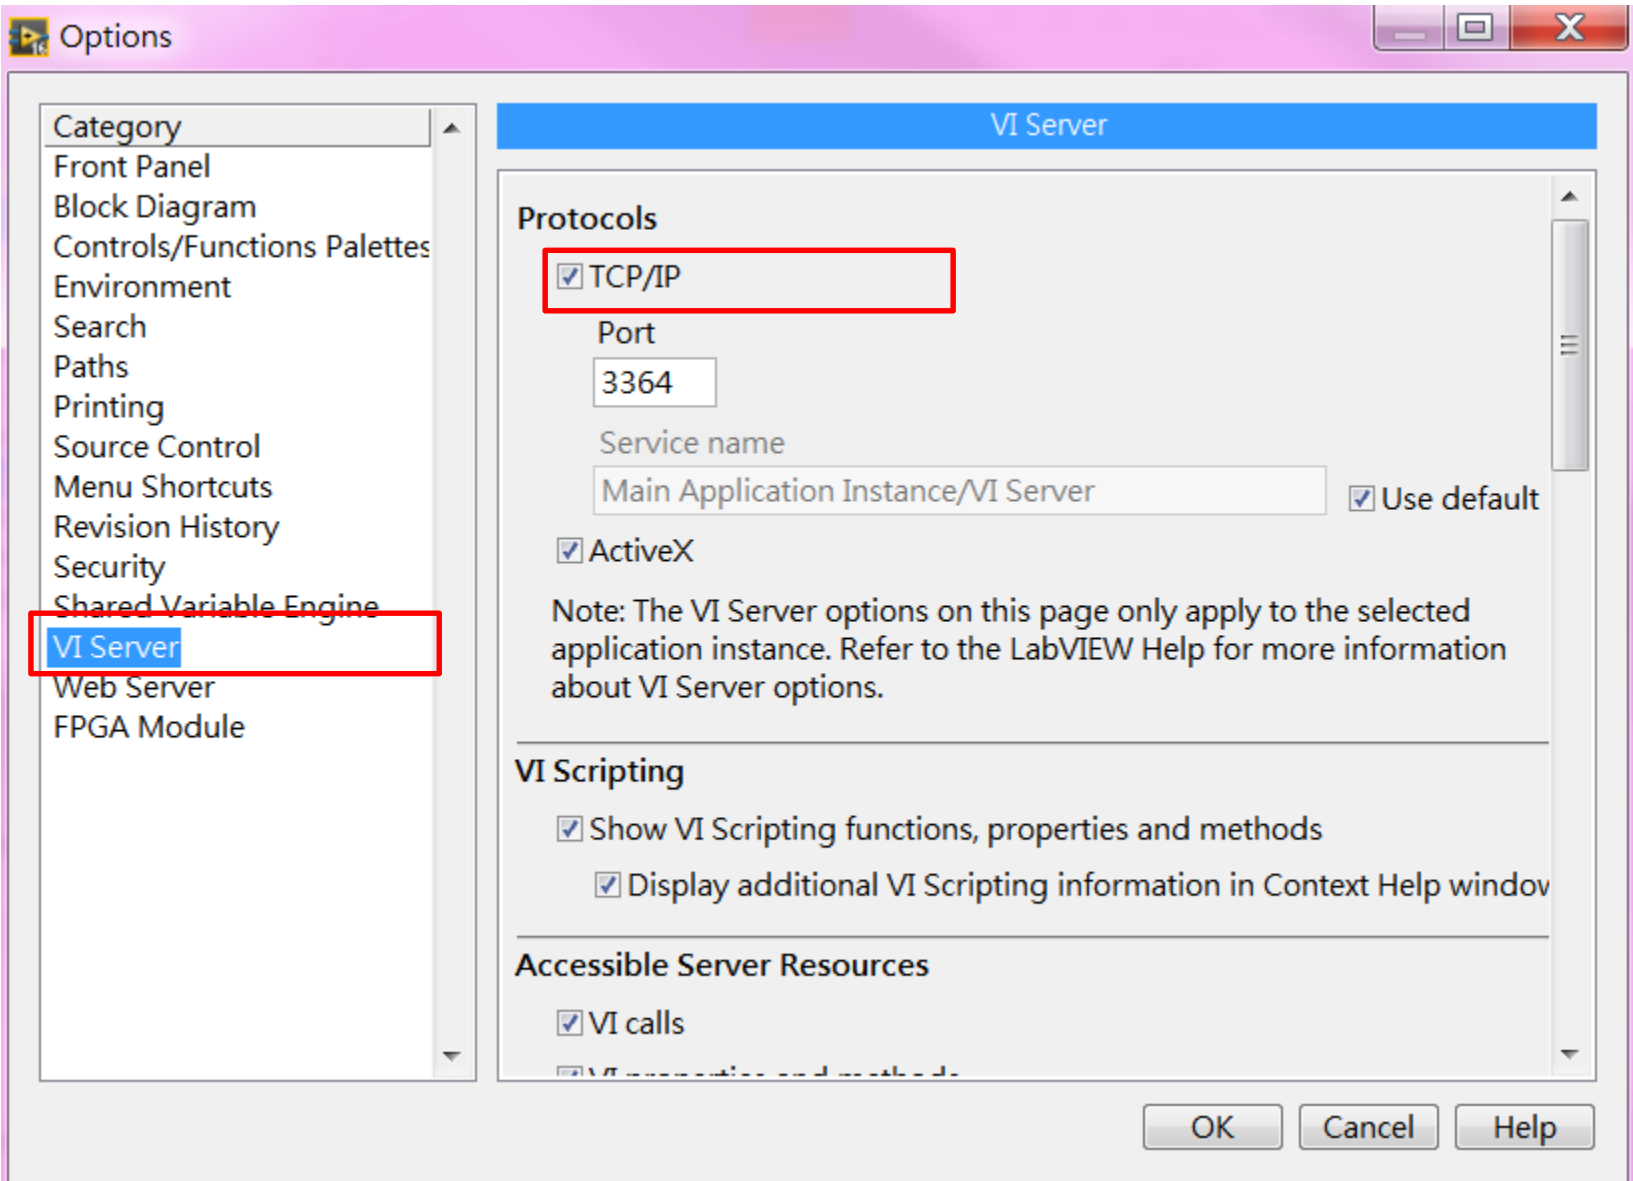 Options
Category
Front Panel
Block Diagram
Controls/Functions Palettes
Environment
Search
Paths
Printing
Source Control
Menu Shortcuts
Revision History
Security
Shared Variable Engine
VI Server
Web Server
FPGA Module
VI Server
Protocols
TCP/IP
Port
3364
Service name
Main Application Instance/VI Server
Use default
ActiveX
Note: The VI Server options on this page only apply to the selected
application instance. Refer to the LabVIEW Help for more information
about VI Server options.
VI Scripting
Show VI Scripting functions, properties and methods
Display additional VI Scripting information in Context Help window
Accessible Server Resources
VI calls
VI properties and methods
OK
Cancel
Help